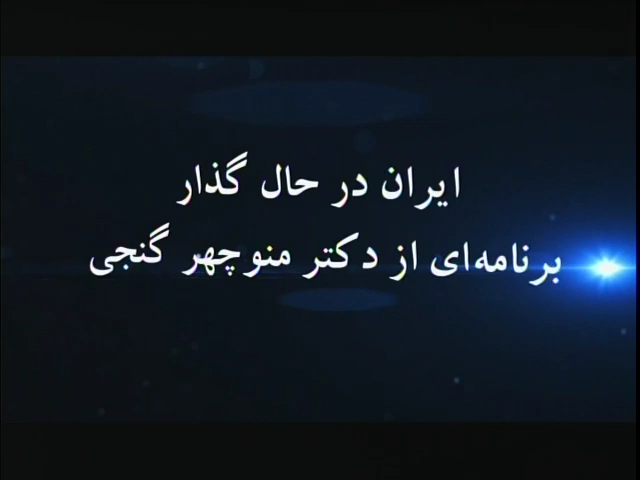 ایران در حال گذار
برنامه‌ای از دکتر منوچهر گنجی